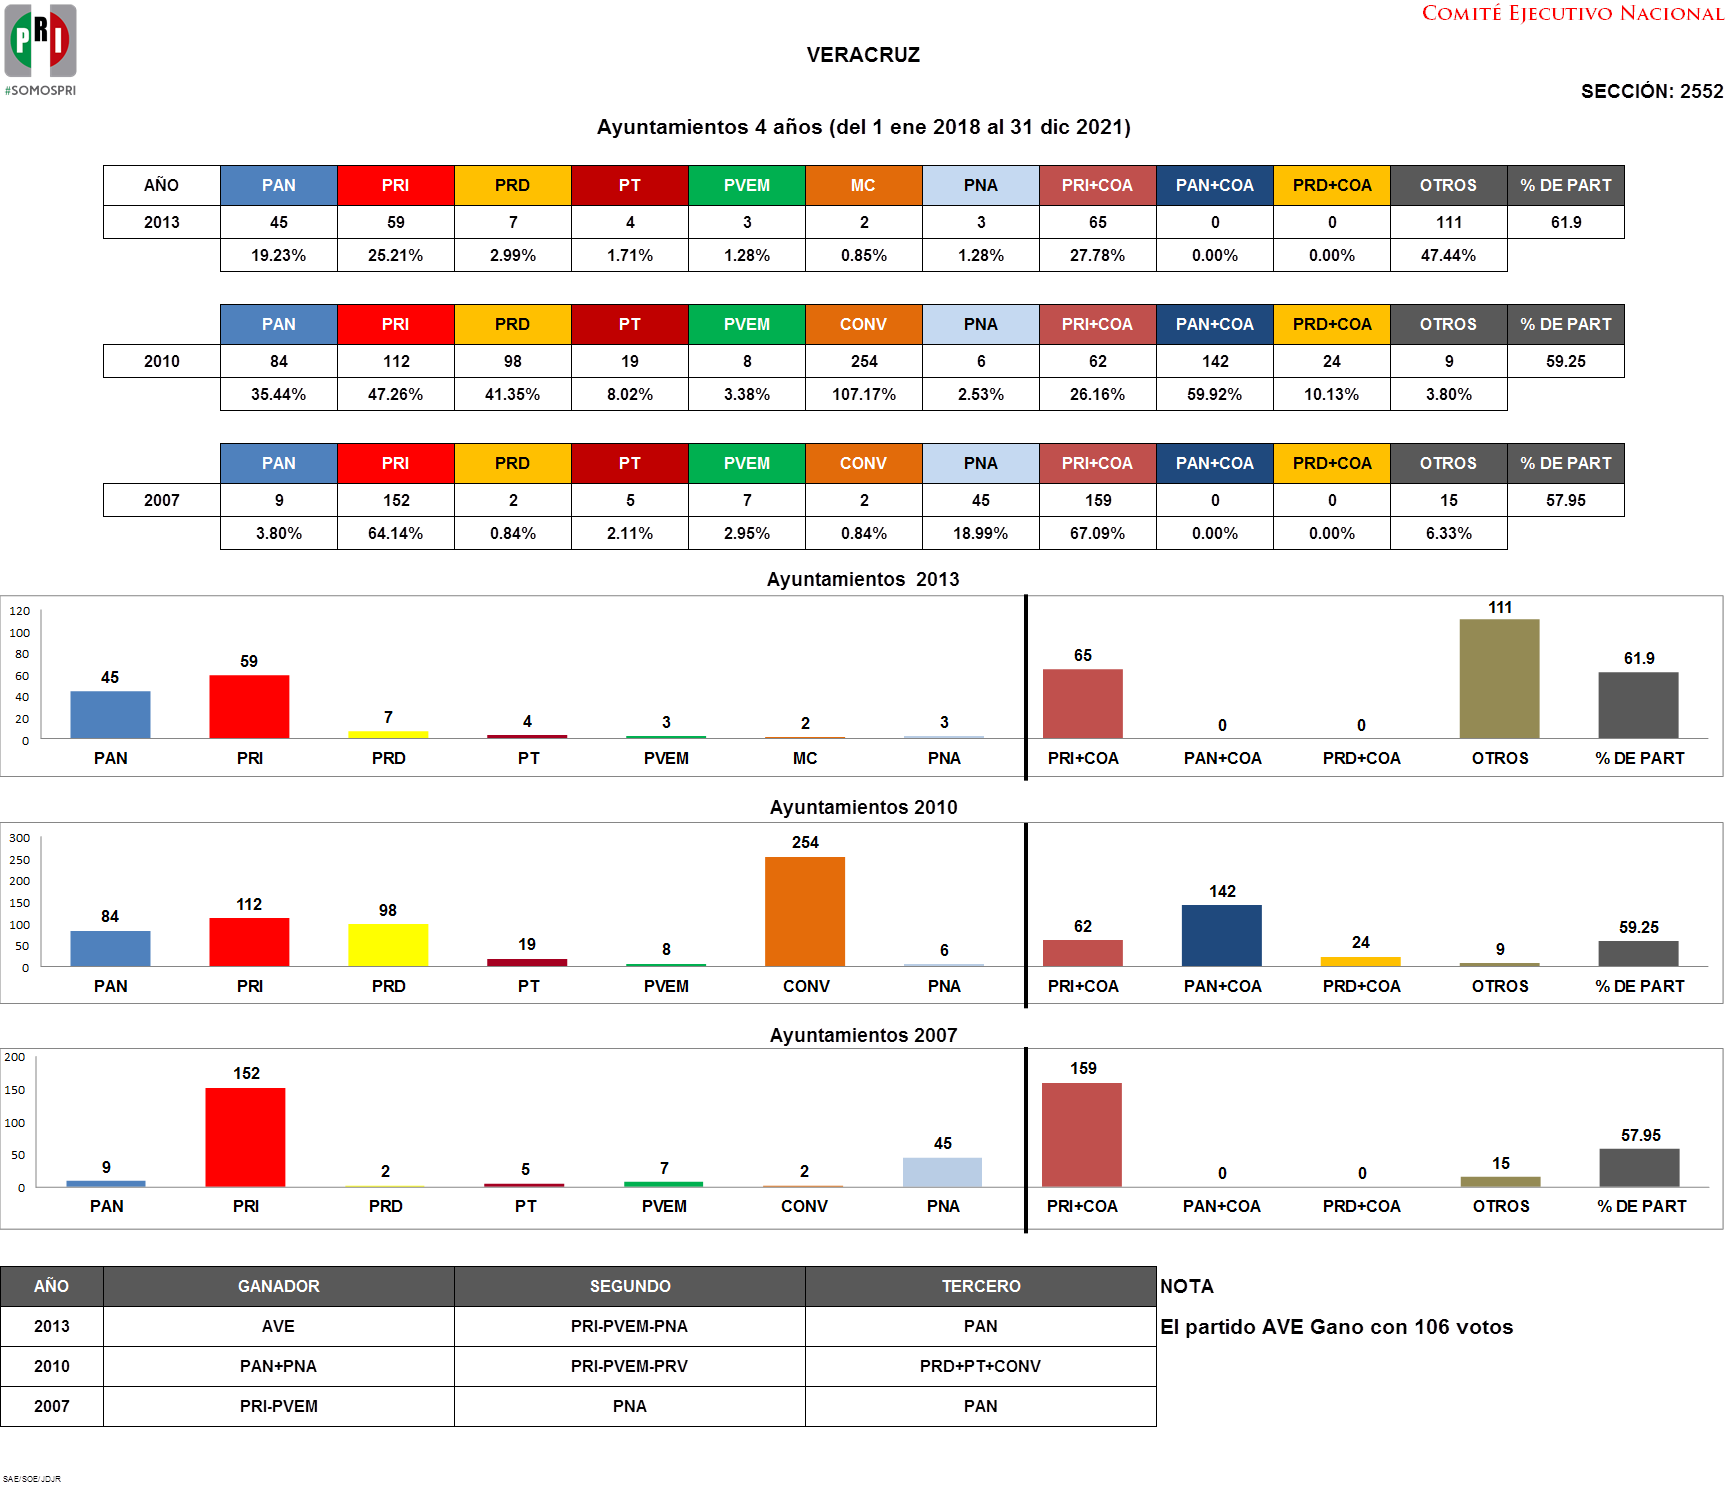 COMITÉ EJECUTIVO NACIONAL
PRI
#SOMOSPRI
VERACRUZ
SECCIÓN: 2552
Ayuntamientos 4 años (del 1 ene 2018 al 31 dic 2021)
AÑO PAN PRI PRD PT PVEM MC PNA PRI+COA PAN+COA PRD+COA OTROS % DE PART
2013 45 59 7 4 3 2 3 65 0 0 111 61.9
19.23% 25.21% 2.99% 1.71% 1.28% 0.85% 1.28% 27.78% 0.00% 0.00% 47.44%
PAN PRI PRD PT PVEM CONV PNA PRI+COA PAN+COA PRD+COA OTROS % DE PART
2010 84 112 98 19 8 254 6 62 142 24 9 59.25
35.44% 47.26% 41.35% 8.02% 3.38% 107.17% 2.53% 26.16% 59.92% 10.13% 3.80%
PAN PRI PRD PT PVEM CONV PNA PRI+COA PAN+COA PRD+COA OTROS % DE PART
2007 9 152 2 5 7 2 45 159 0 0 15 57.95
3.80% 64.14% 0.84% 2.11% 2.95% 0.84% 18.99% 67.09% 0.00% 0.00% 6.33%
Ayuntamientos 2013
120
100
80
60
40
20
0
45 59 7 4 3 2 3 65 0 0 111 61.9
PAN PRI PRD PT PVEM MC PNA PRI+COA PAN+COA PRD+COA OTROS % DE PART
Ayuntamientos 2010
300
250
200
150
100
50
0
84 112 98 19 8 254 6 62 142 24 9 59.25
PAN PRI PRD PT PVEM CONV PNA PRI+COA PAN+COA PRD+COA OTROS % DE PART
Ayuntamientos 2007
200
150
100
50
0
9 152 2 5 7 2 45 159 0 0 15 57.95
PAN PRI PRD PT PVEM CONV PNA PRI+COA PAN+COA PRD+COA OTROS % DE PART
AÑO GANADOR SEGUNDO TERCERO NOTA
2013 AVE PRI-PVEM-PNA PAN El partido AVE Gano con 106 votos
2010 PAN+PNA PRI-PVEM-PRV PRD+PT+CONV
2007 PRI-PVEM PNA PAN
SAE/SOE/JDJR